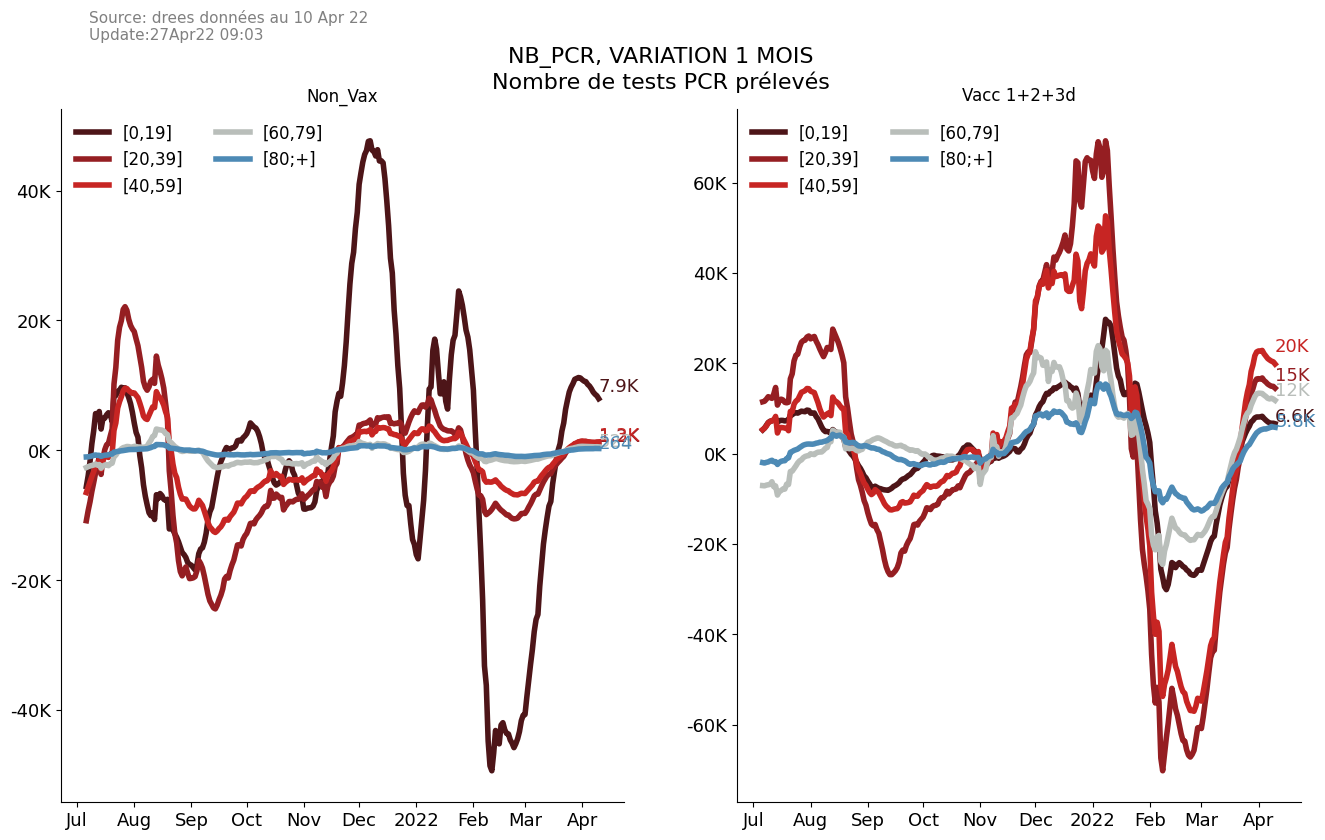 Source: drees données au 10 Apr 22
Update:27Apr22 09:03
NB_PCR, VARIATION 1 MOIS
Nombre de tests PCR prélevés
Non_Vax
[0,19]
[20,39]
[40,59]
[60,79]
[80;+]
40K
20K
0K
-20K
-40K
7.9K
264
Jul Aug Sep Oct Nov Dec 2022 Feb Mar Apr
Vacc 1+2+3d
[0,19]
[20,39]
[40,59]
[60,79]
[80;+]
60K
40K
20K
0K
-20K
-40K
-60K
20K
15K
12K
6.6K
5.8K
Jul Aug Sep Oct Nov Dec 2022 Feb Mar Apr